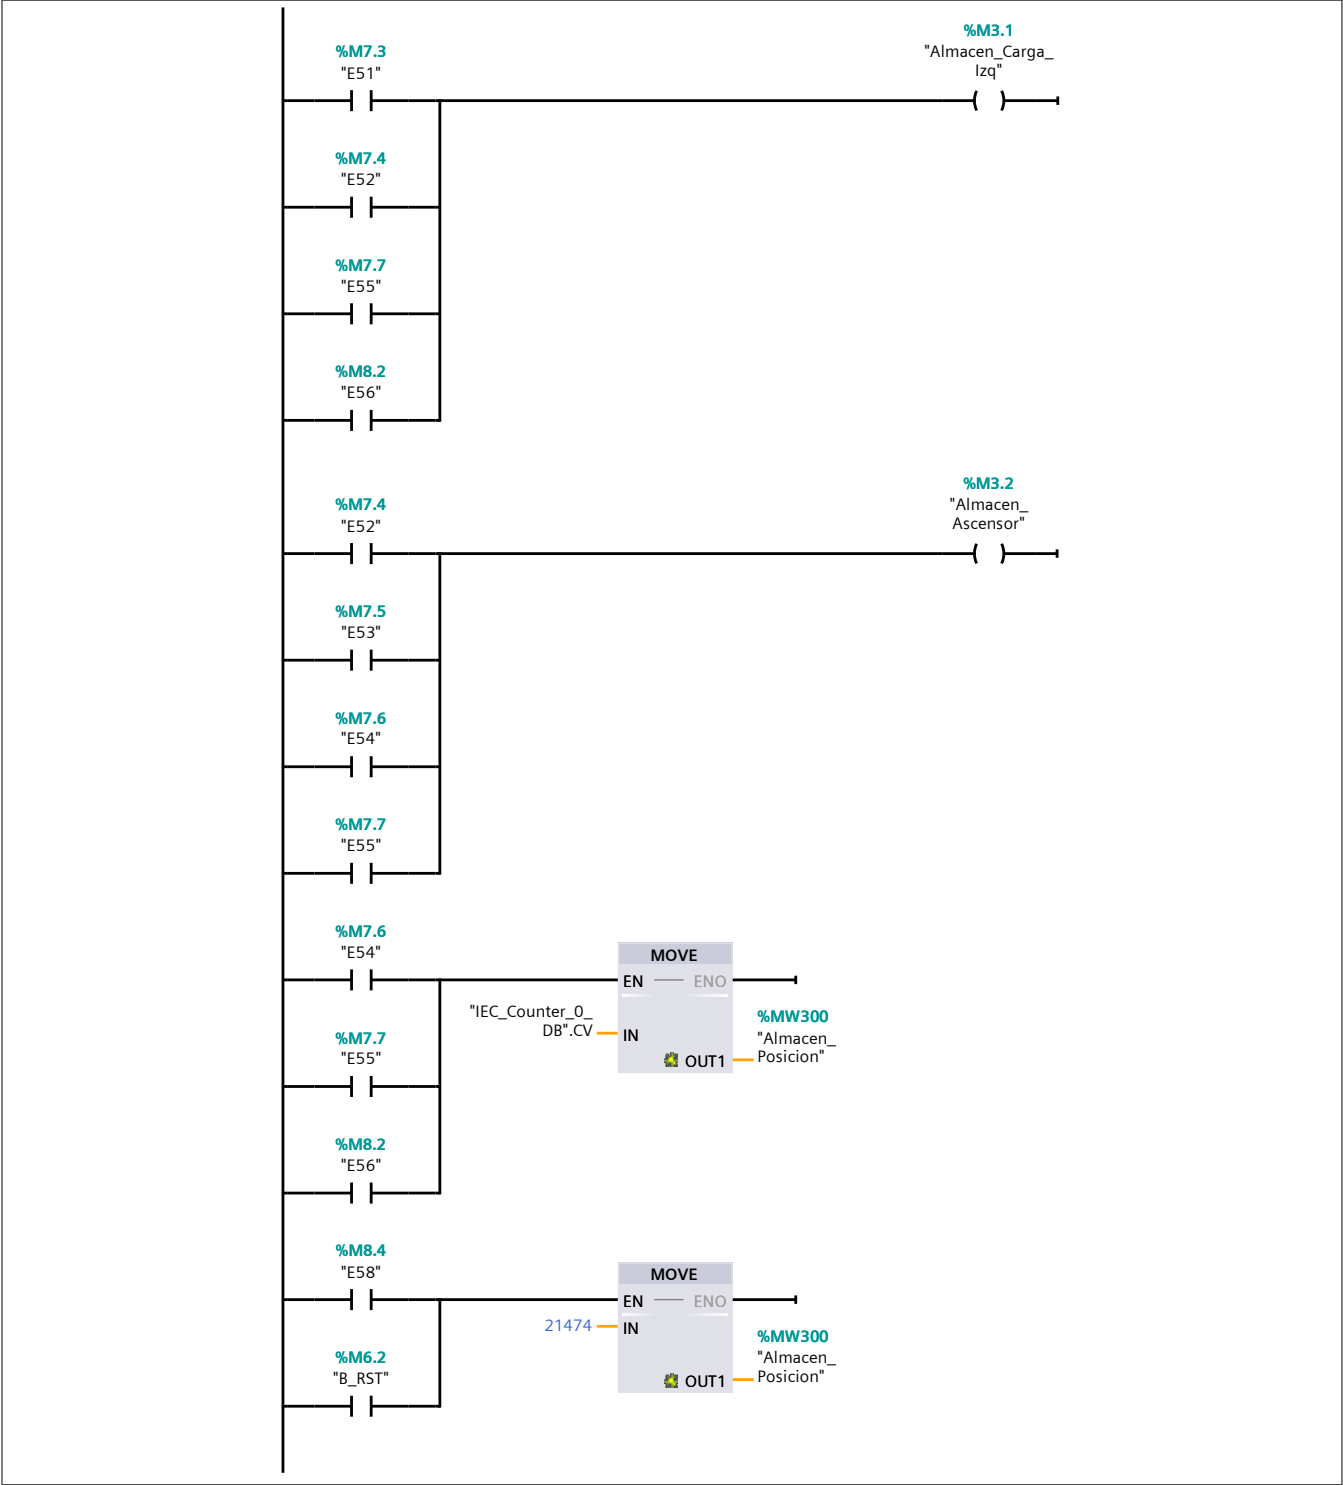 %M3.1
"Almacen_Carga_
Izq"
%M7.3
"E51"
%M7.4
"E52"
%M7.7
"E55"
%M8.2
"E56"
%M3.2
"Almacen_
Ascensor"
%M7.4
"E52"
%M7.5
"E53"
%M7.6
"E54"
%M7.7
"E55"
%M7.6
"E54"
MOVE
EN
ENO
"IEC_Counter_0_
DB".CV
IN
OUT1
%MW300
"Almacen_
Posicion"
%M7.7
"E55"
%M8.2
"E56"
%M8.4
"E58"
MOVE
EN
ENO
21474
IN
OUT1
%MW300
"Almacen_
Posicion"
%M6.2
"B_RST"